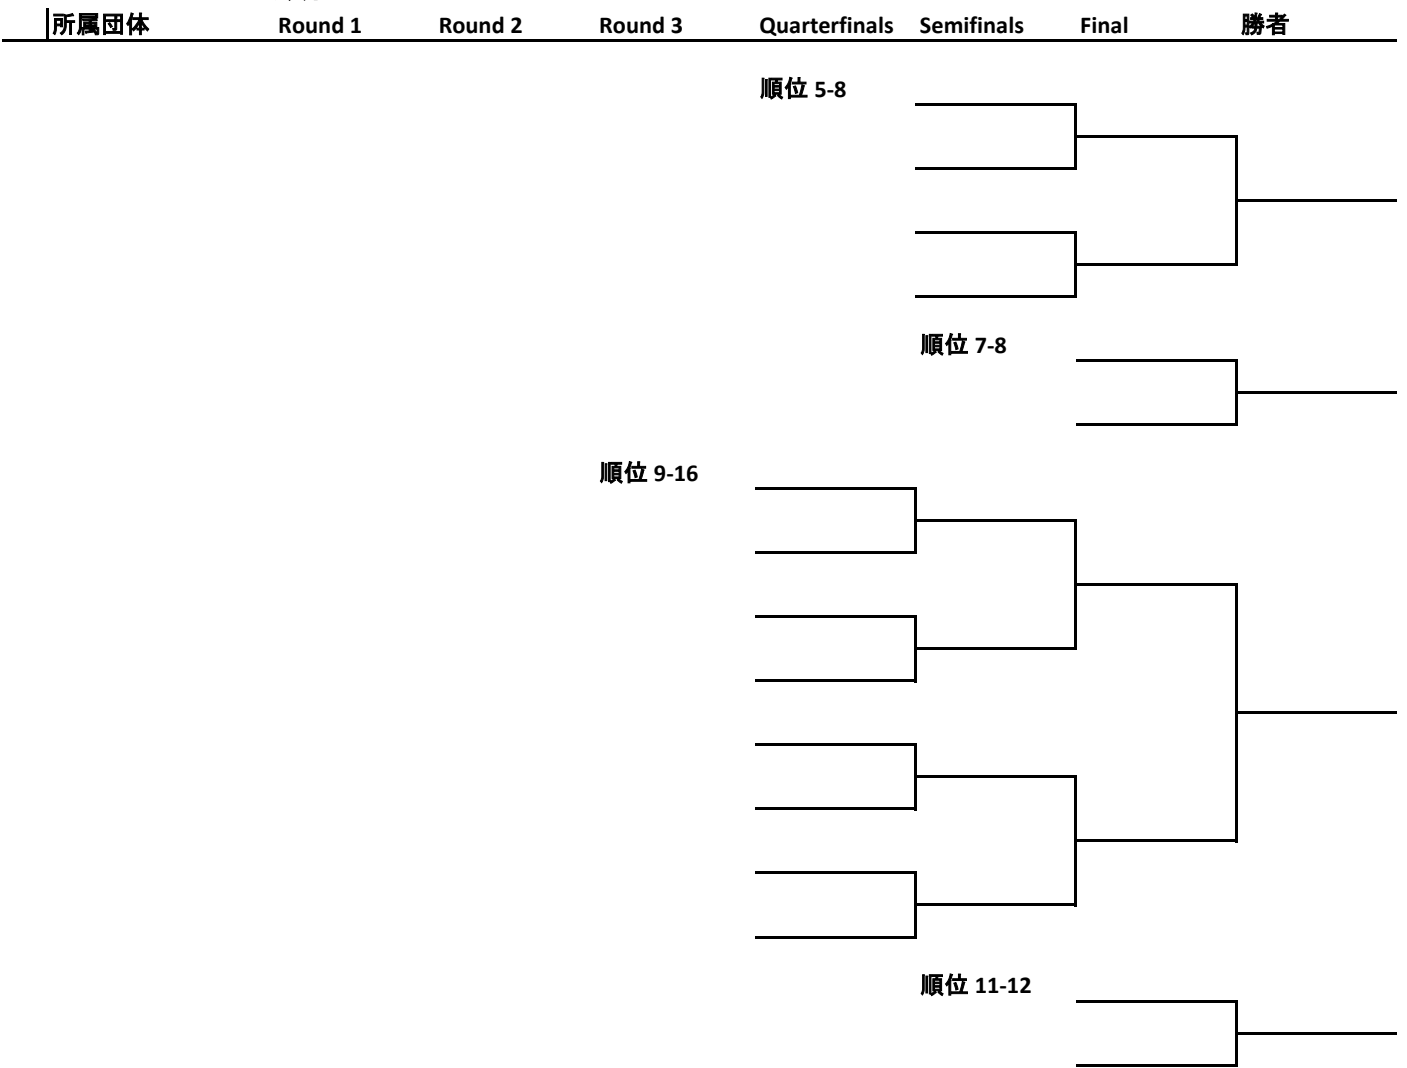 所属団体 Round 1 Round 2 Round 3 Quarterfinals Semifinals Final 勝者
順位 5-8
順位 7-8
順位 9-16
順位 11-12